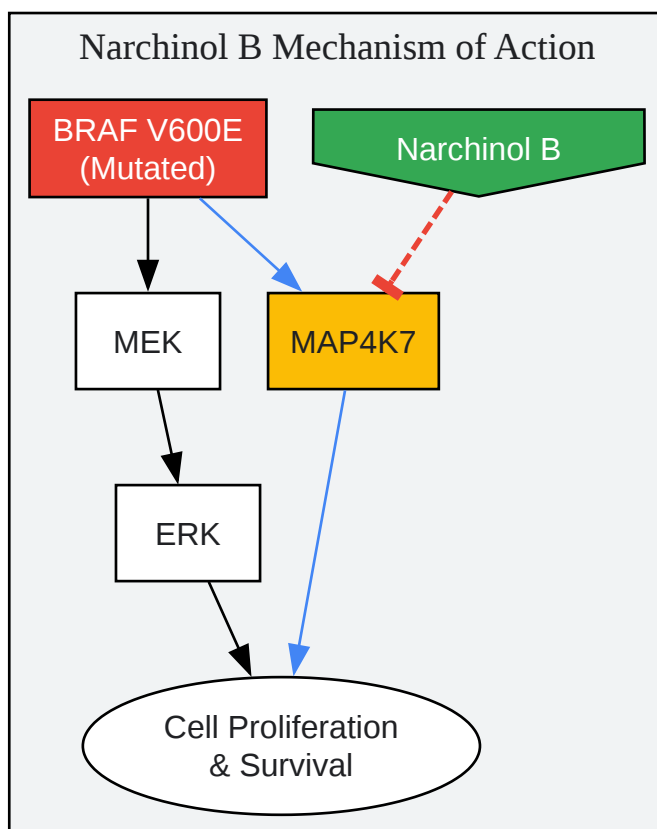 Narchinol B Mechanism of Action
BRAF V600E
(Mutated)
Narchinol B
MEK
MAP4K7
ERK
Cell Proliferation
& Survival